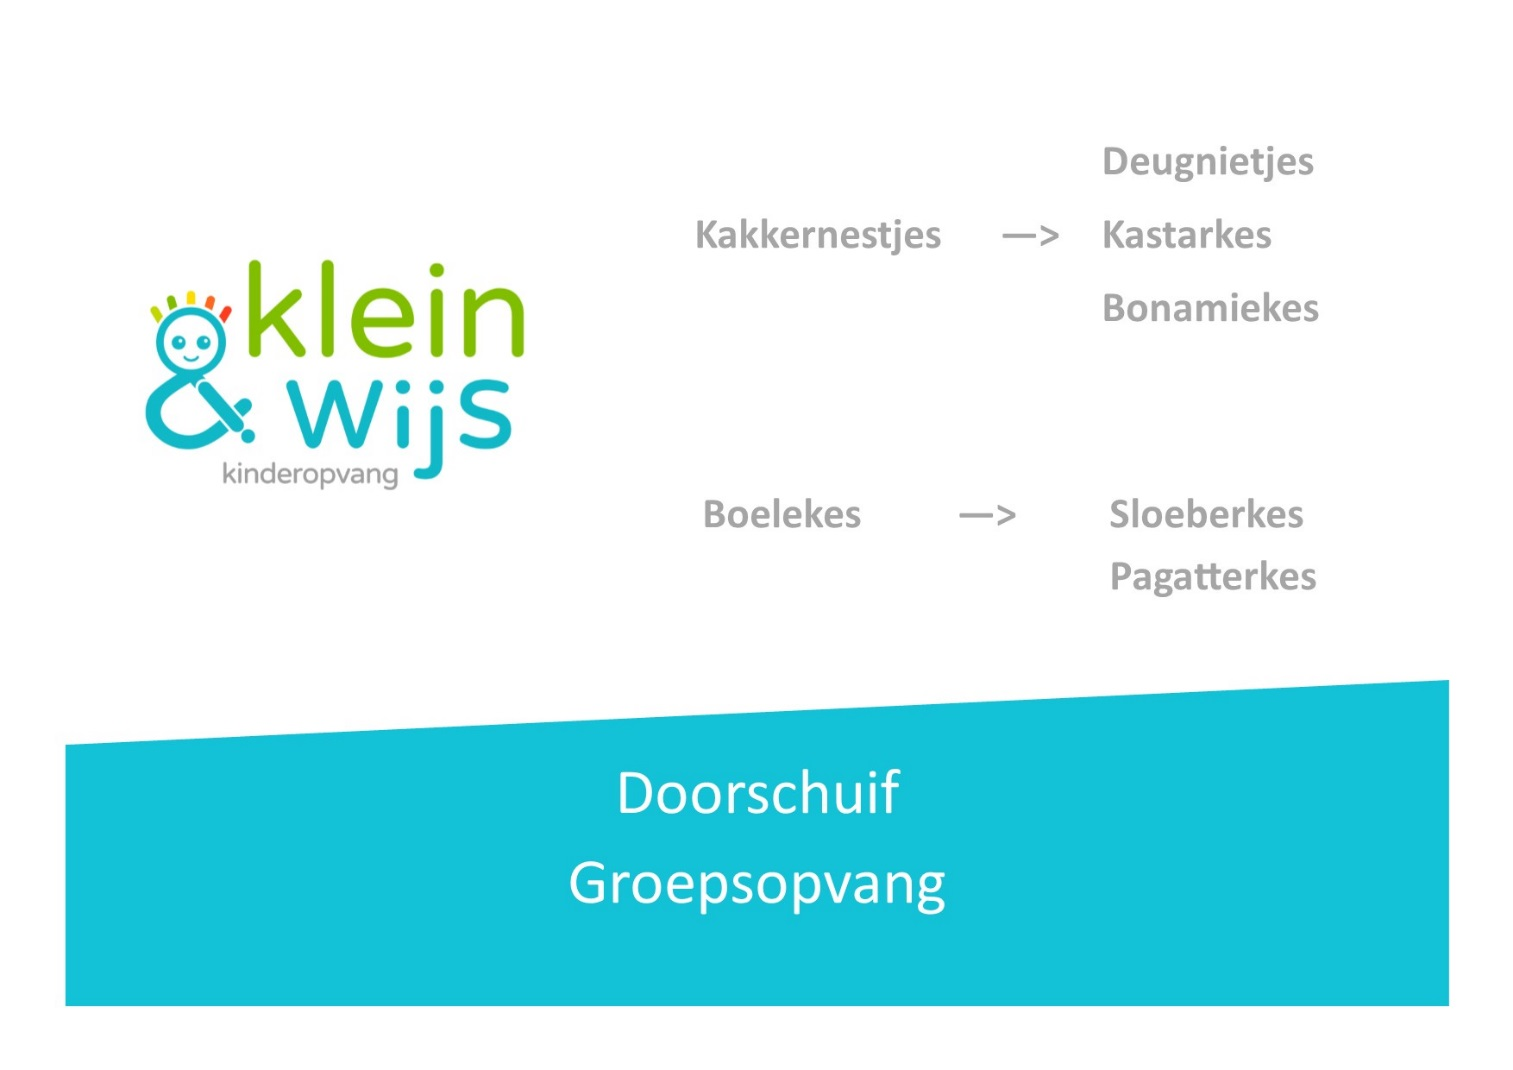 klein
& wijs
kinderopvang
Deugnietjes
Kakkernestjes —> Kastarkes
Bonamiekes
Boelekes —> Sloeberkes
Pagatterkes
Doorschuif
Groepsopvang